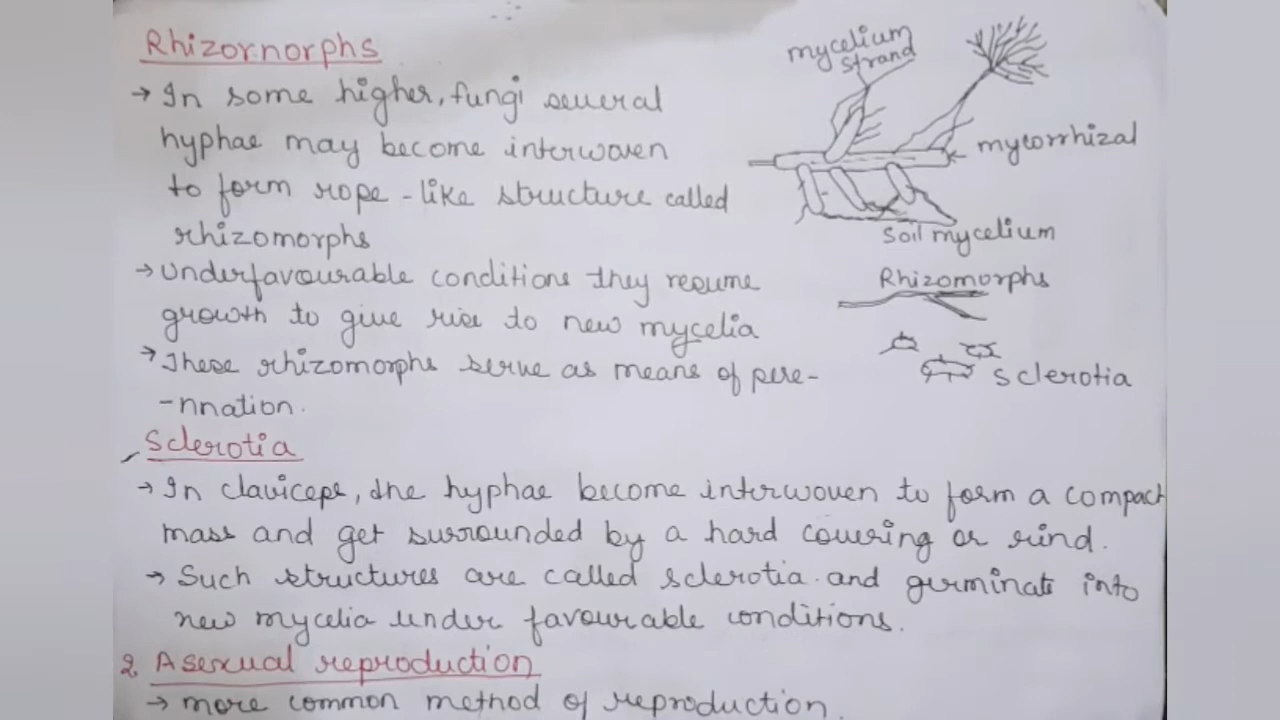 Rhizomorphs
→ In some higher, fungi several
hyphae may become interwoven
to form rope-like structure called
rhizomorphs
→ Underfavourable conditions they resume
growth to give rise to new mycelia
→ These rhizomorphs serve as means of pere-
-nnation.
mycelium
strand
mycorrhizal
Soil mycelium
Rhizomorphs
Sclerotia
Sclerotia
→ In claviceps, the hyphae become interwoven to form a compact
mass and get surrounded by a hard covering or rind.
→ Such structures are called sclerotia. and germinate into
new mycelia under favourable conditions.
2. Asexual reproduction
→ more common method of reproduction.